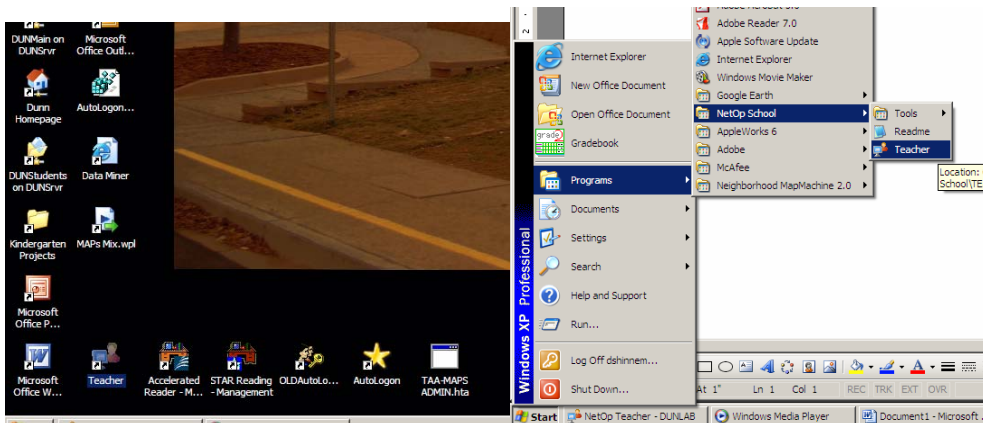 DUNMain on
DUNSrvr
Microsoft
Office Outl...
Dunn
Homepage
AutoLogon...
DUNStudents
on DUNSrvr
Data Miner
Kindergarten
Projects
MAPs Mix.wpl
Microsoft
Office P...
Microsoft
Office W...
Teacher
Accelerated
Reader - M...
STAR Reading
- Management
OLDAutoLo...
AutoLogon
TAA-MAPS
ADMIN.hta
2
Windows XP Professional
Internet Explorer
New Office Document
Open Office Document
grade
Gradebook
Programs
Documents
Settings
Search
Help and Support
Run...
Log Off dshinnem...
Shut Down...
Adobe Reader 7.0
Apple Software Update
Internet Explorer
Windows Movie Maker
Google Earth
NetOp School
AppleWorks 6
Adobe
McAfee
Neighborhood MapMachine 2.0
Tools
Readme
Teacher
Location:
School\TE
At 1"
Ln 1
Col 1
REC
TRK
EXT
OVR
Start
NetOp Teacher - DUNLAB
Windows Media Player
Document1 - Microsoft